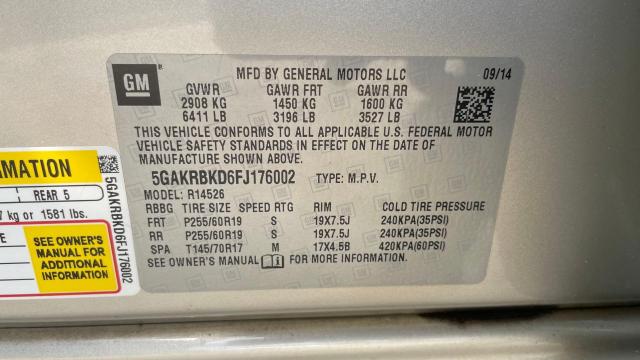 GM
MFD BY GENERAL MOTORS LLC 09/14
GVWR GAWR FRT GAWR RR
2908 KG 1450 KG 1600 KG
6411 LB 3196 LB 3527 LB
THIS VEHICLE CONFORMS TO ALL APPLICABLE U.S. FEDERAL MOTOR
VEHICLE SAFETY STANDARDS IN EFFECT ON THE DATE OF
MANUFACTURE SHOWN ABOVE.
5GAKRBKD6FJ176002 TYPE: M.P.V.
MODEL: R14526
RBBG TIRE SIZE SPEED RTG RIM COLD TIRE PRESSURE
FRT P255/60R19 S 19X7.5J 240KPA(35PSI)
RR P255/60R19 S 19X7.5J 240KPA(35PSI)
SPA T145/70R17 M 17X4.5B 420KPA(60PSI)
SEE OWNER'S MANUAL FOR MORE INFORMATION.
REAR 5
kg or 1581 lbs.
SEE OWNER'S
MANUAL FOR
ADDITIONAL
INFORMATION
5GAKRBKD6FJ176002